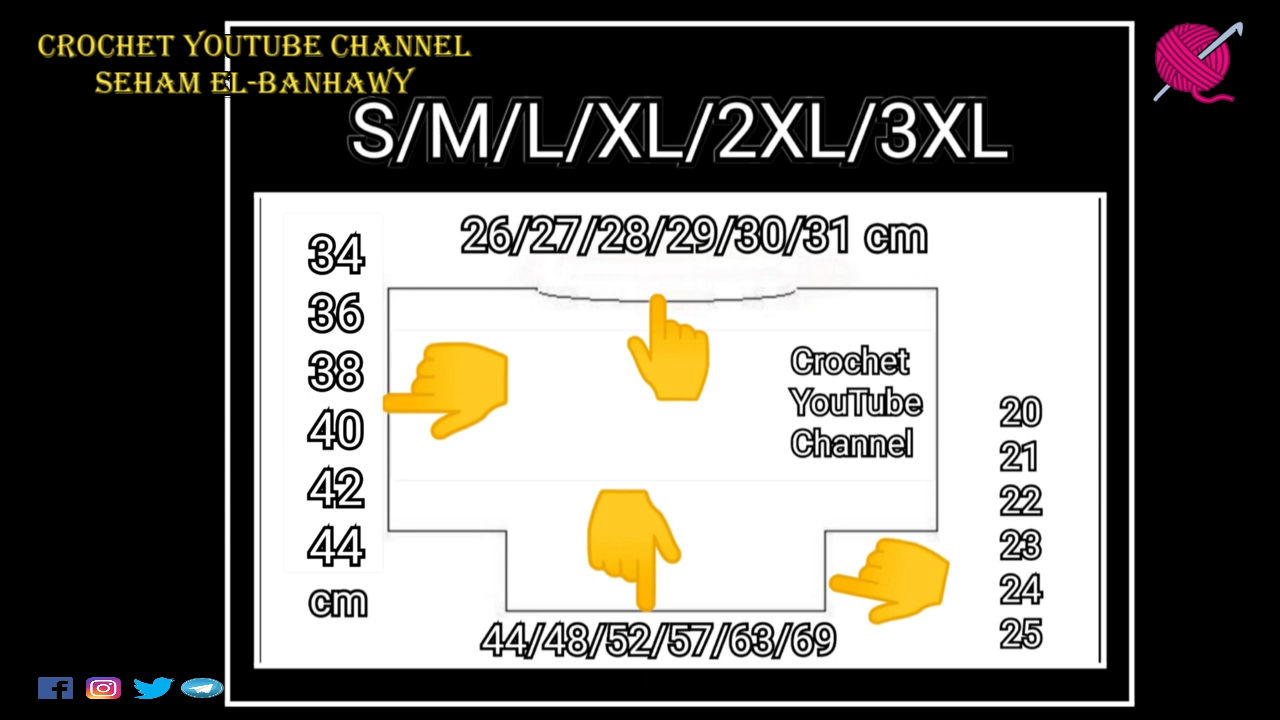 CROCHET YOUTUBE CHANNEL
SEHAM EL-BANHAWY
S/M/L/XL/2XL/3XL
26/27/28/29/30/31 cm
34
36
38
40
42
44
cm
Crochet
YouTube
Channel
20
21
22
23
24
25
44/48/52/57/63/69